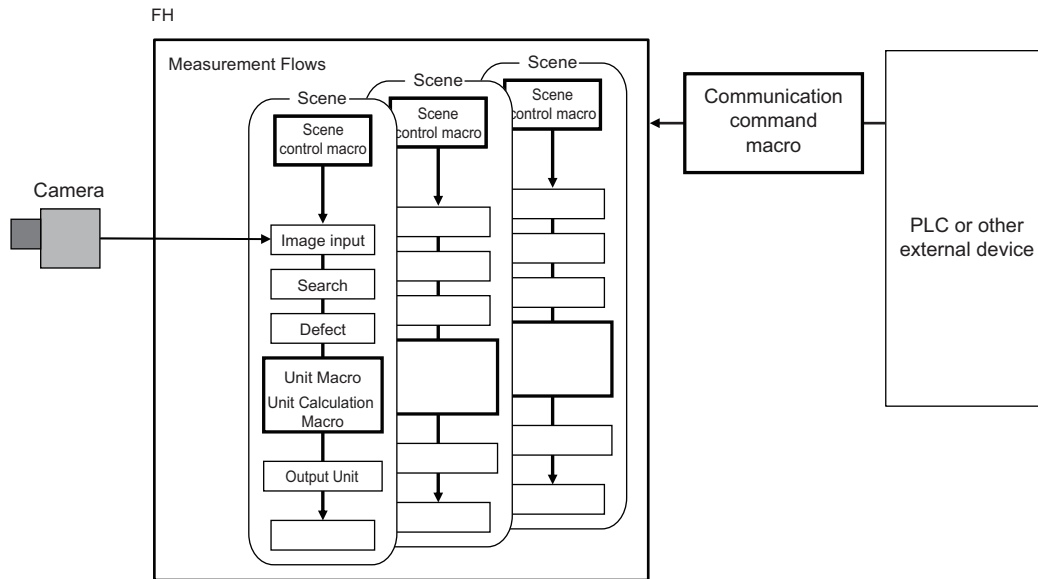 FH
Measurement Flows
Scene
Scene
control macro
Image input
Search
Defect
Unit Macro
Unit Calculation
Macro
Output Unit
Scene
Scene
control macro
Scene
Scene
control macro
Camera
Communication
command
macro
PLC or other
external device